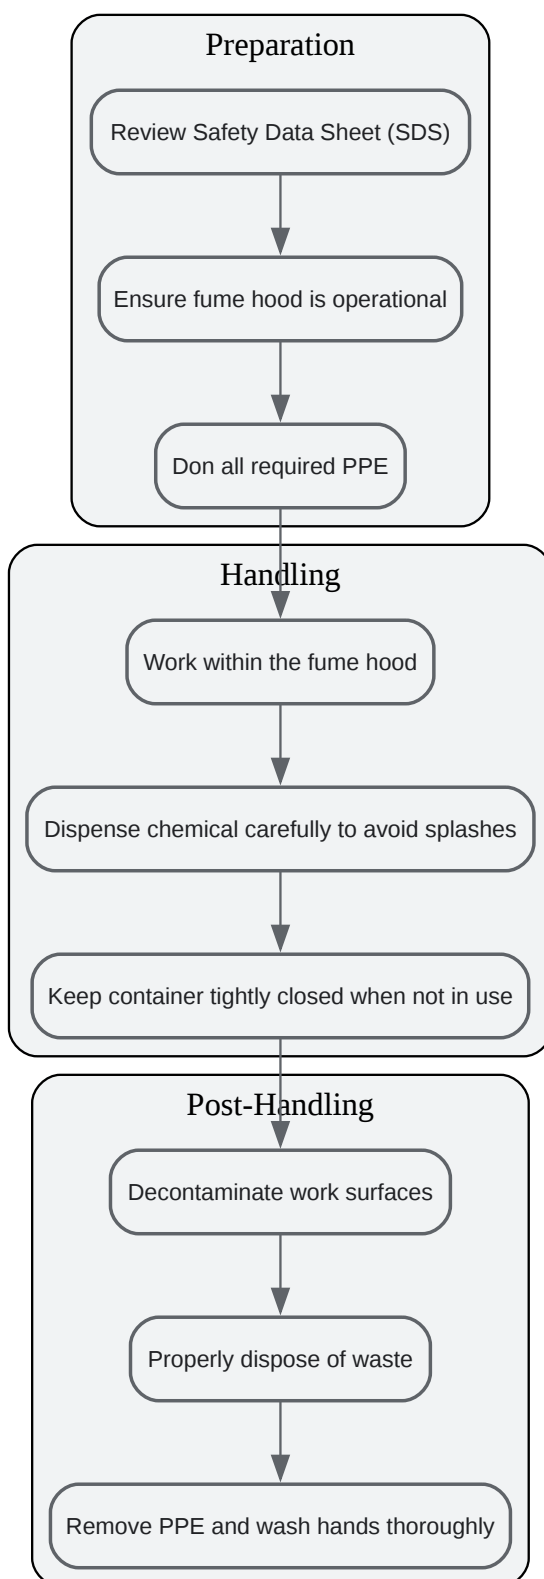 Preparation
Review Safety Data Sheet (SDS)
Ensure fume hood is operational
Don all required PPE
Handling
Work within the fume hood
Dispense chemical carefully to avoid splashes
Keep container tightly closed when not in use
Post-Handling
Decontaminate work surfaces
Properly dispose of waste
Remove PPE and wash hands thoroughly